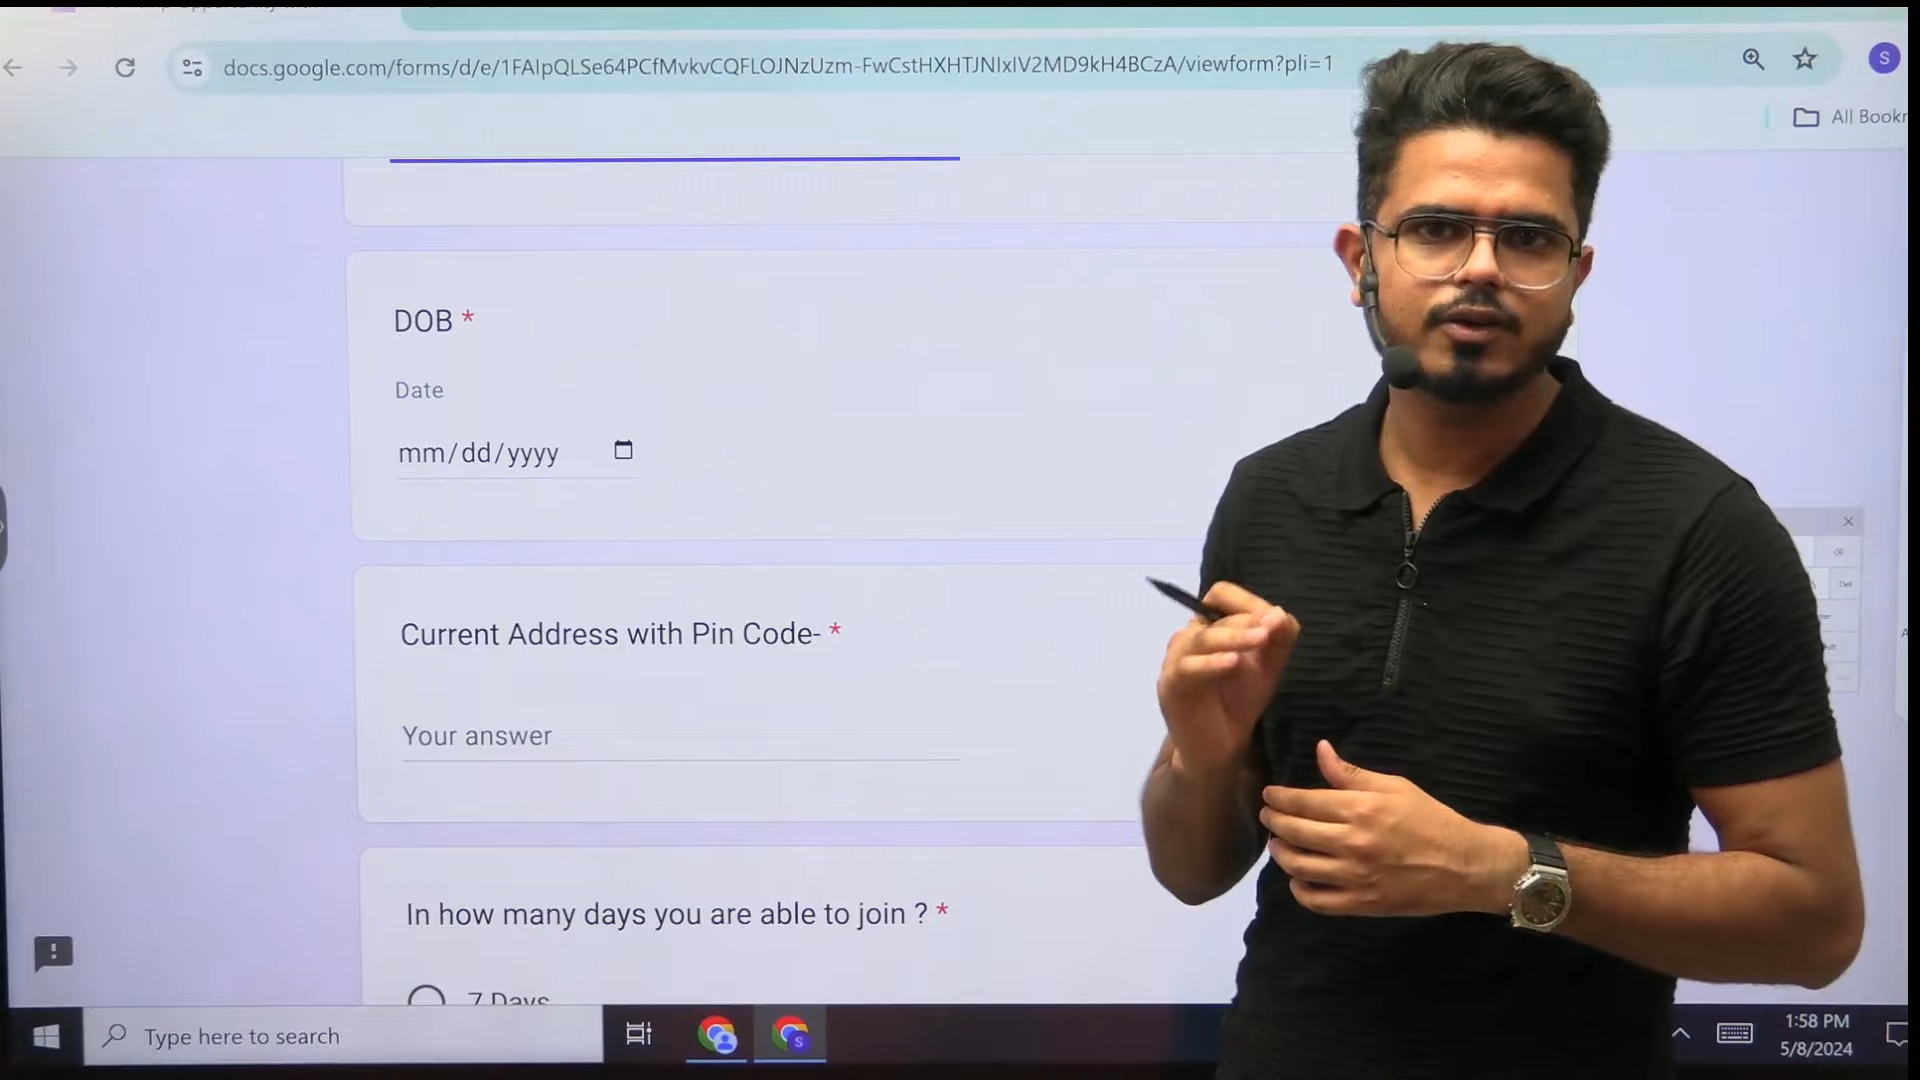 docs.google.com/forms/d/e/1FAIpQLSe64PCfMvkvCQFLOJNzUzm-FwCstHXHTJNIxIV2MD9kH4BCzA/viewform?pli=1
S
All Bookr
DOB *
Date
mm/dd/yyyy
Del
Current Address with Pin Code- *
Your answer
In how many days you are able to join ? *
7 Days
Type here to search
S
1:58 PM
5/8/2024